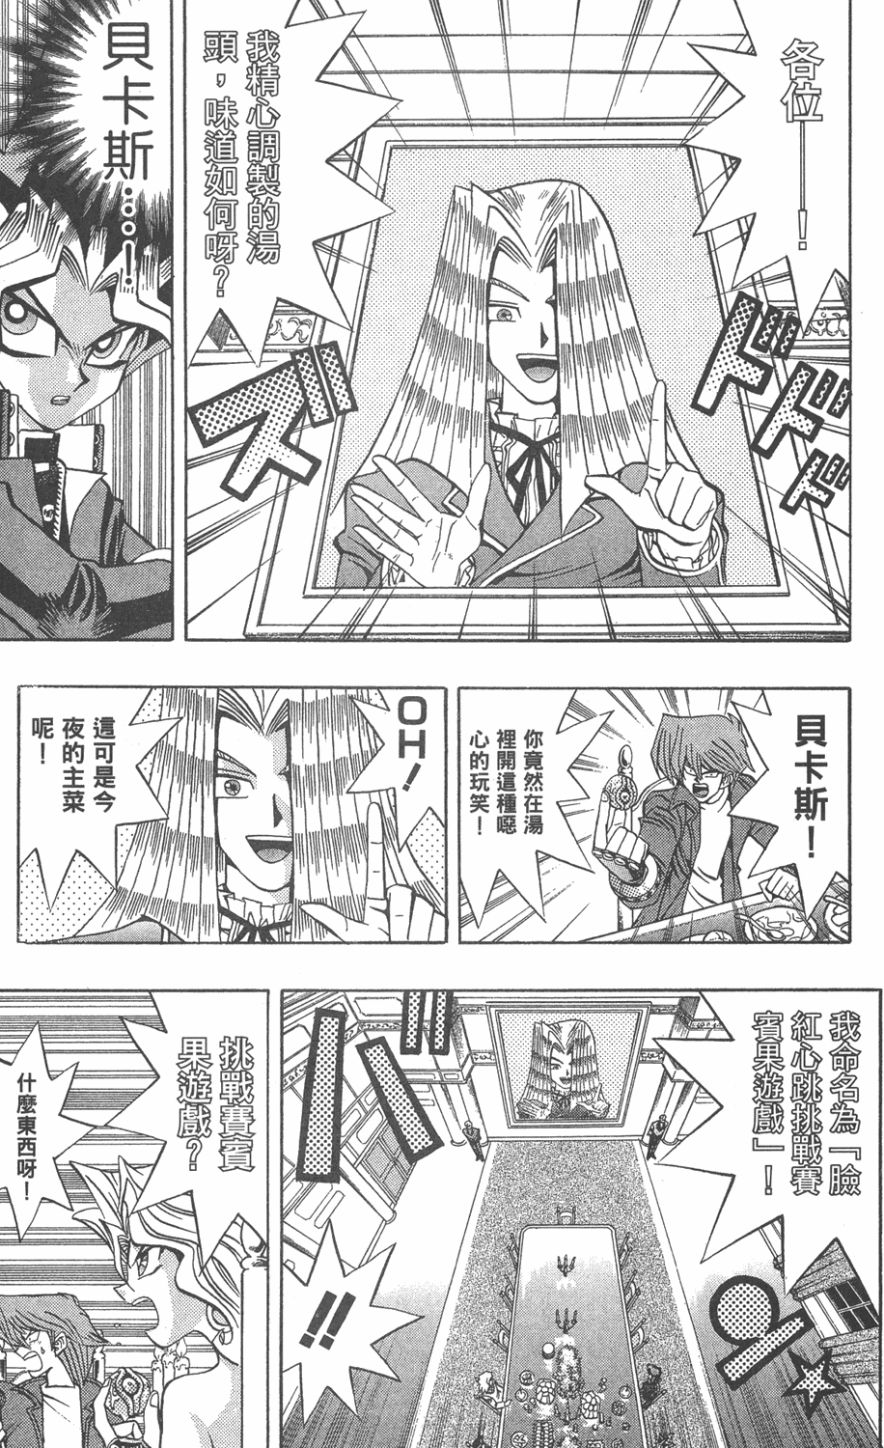 各位——！
我精心調製的湯
頭，味道如何呀？
ドドド
ズズ
貝卡斯…！
貝卡斯！
你竟然在湯
裡開這種噁
心的玩笑！
OH！
這可是今
夜的主菜
呢！
我命名為「臉
紅心跳挑戰賽
賓果遊戲」！
!!
挑戰賽賓
果遊戲？
什麼東西呀！